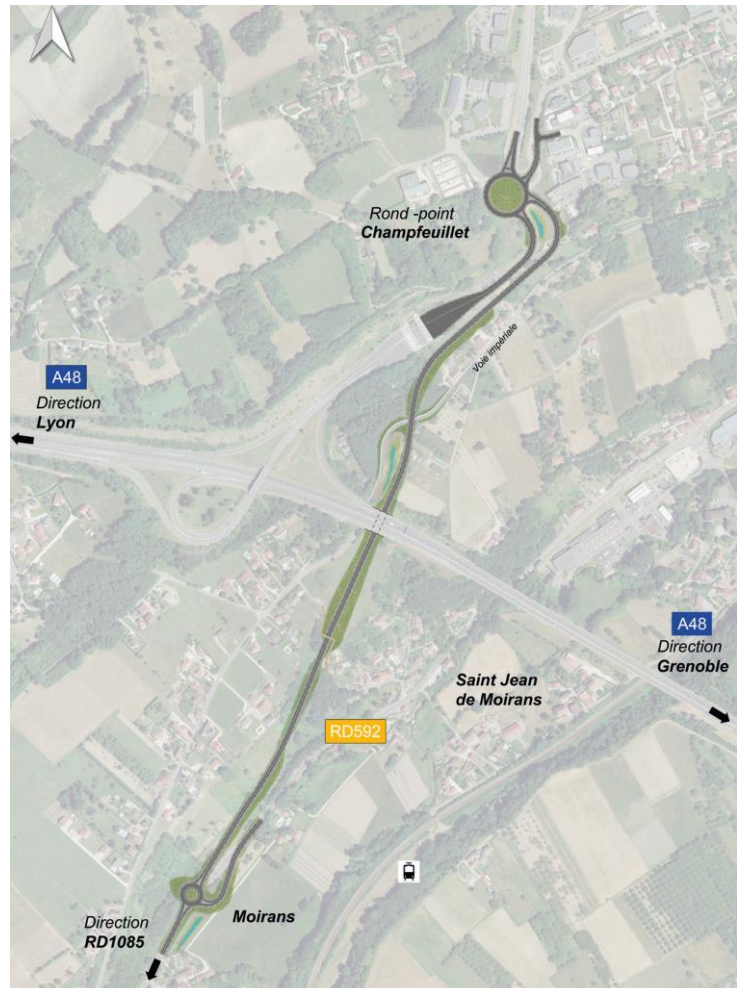 Rond -point
Champfeuillet
Voie impériale
A48
Direction
Lyon
A48
Direction
Grenoble
Saint Jean
de Moirans
RD592
Moirans
Direction
RD1085